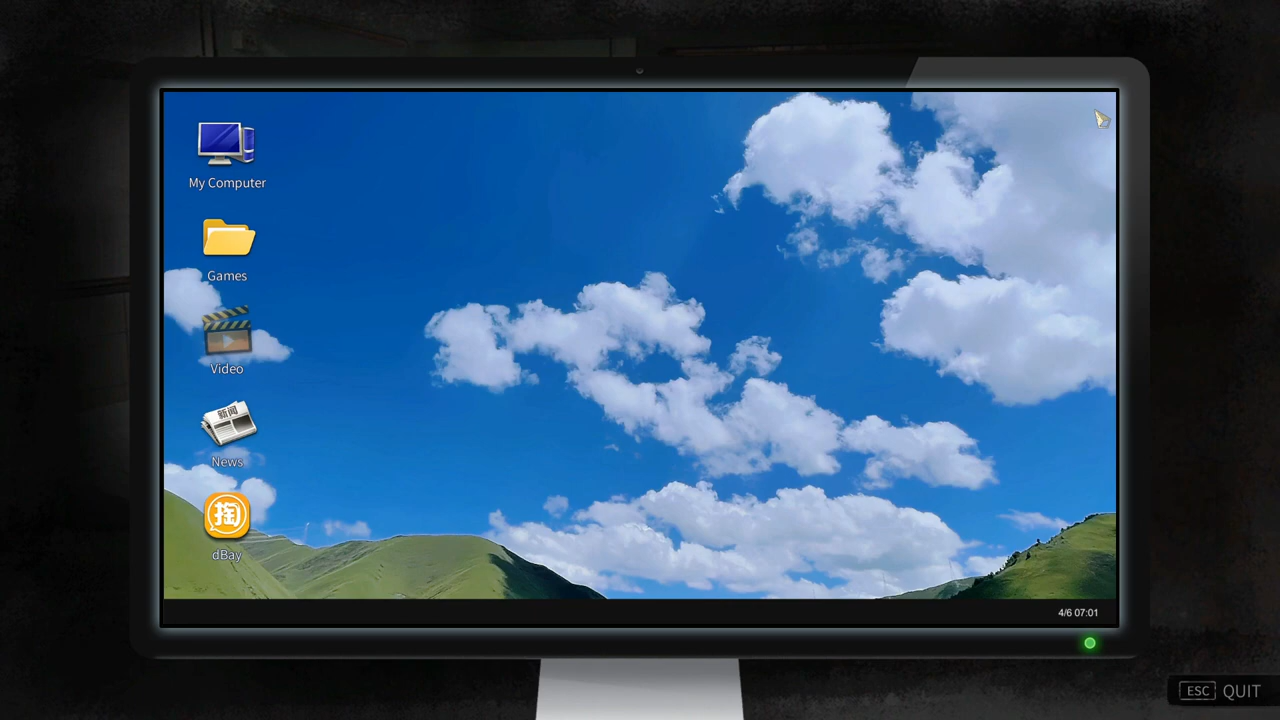 My Computer
Games
Video
新闻
News
掏
dBay
4/6 07:01
ESC QUIT